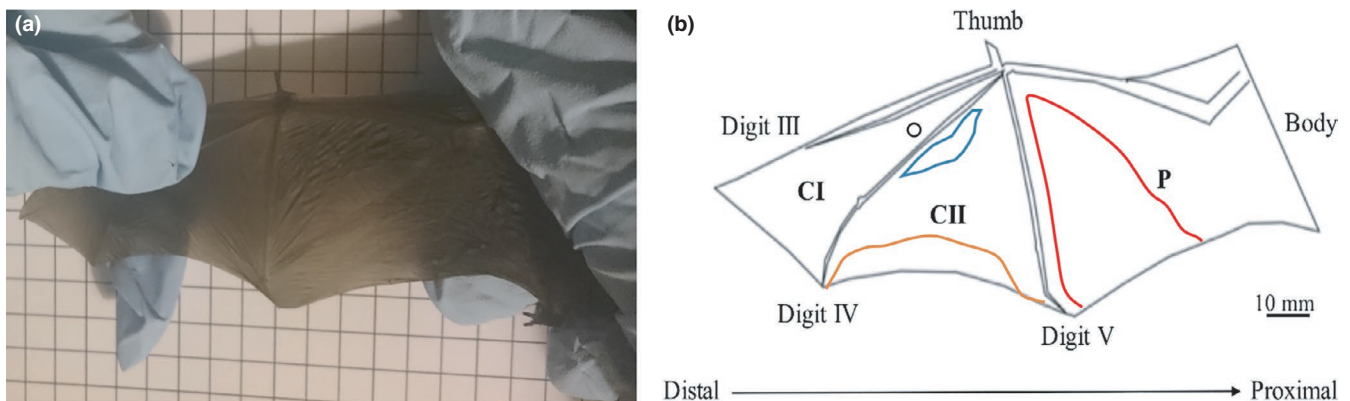 (a)
(b)
Thumb
Digit III
Body
CI
CII
P
Digit IV
Digit V
10 mm
Distal
Proximal